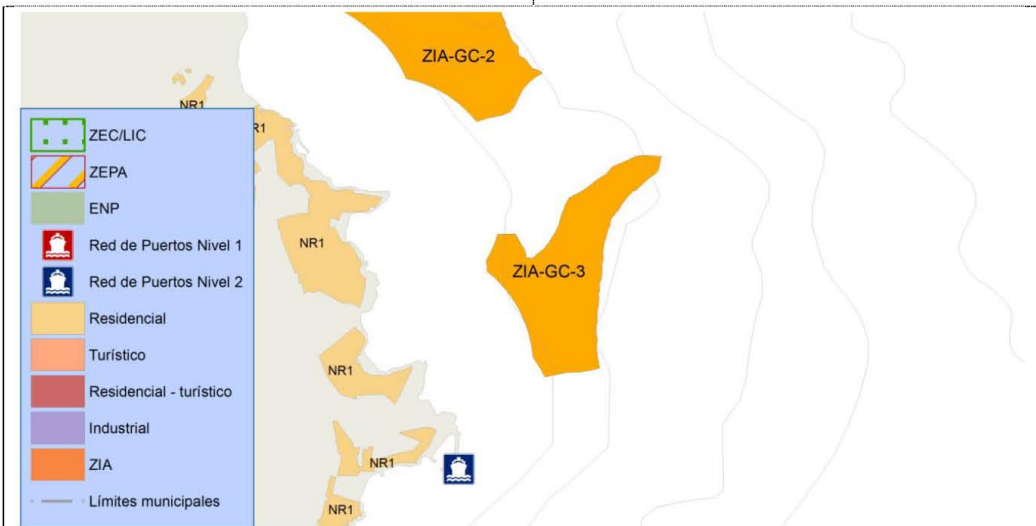 ZIA-GC-2
NR1
R1
ZEC/LIC
ZEPA
ENP
Red de Puertos Nivel 1
NR1
ZIA-GC-3
Red de Puertos Nivel 2
Residencial
Turístico
NR1
Residencial - turístico
Industrial
ZIA
NR1
Límites municipales
NR1